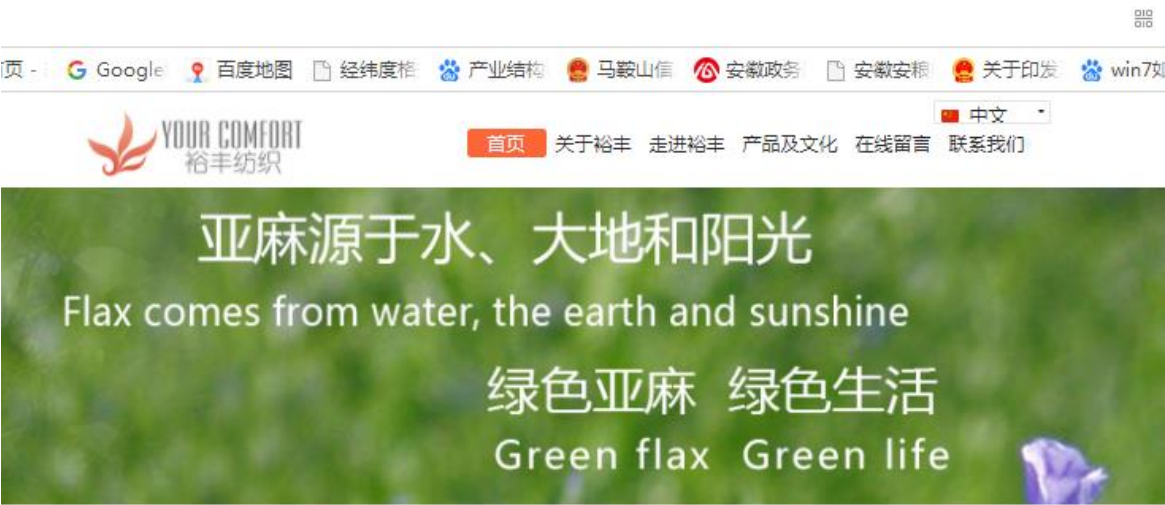 页 -
Google
百度地图
经纬度格
产业结构
马鞍山信
安徽政务
安徽安粮
关于印发
win7如
中文
YOUR COMFORT
裕丰纺织
首页 关于裕丰 走进裕丰 产品及文化 在线留言 联系我们
亚麻源于水、大地和阳光
Flax comes from water, the earth and sunshine
绿色亚麻 绿色生活
Green flax Green life